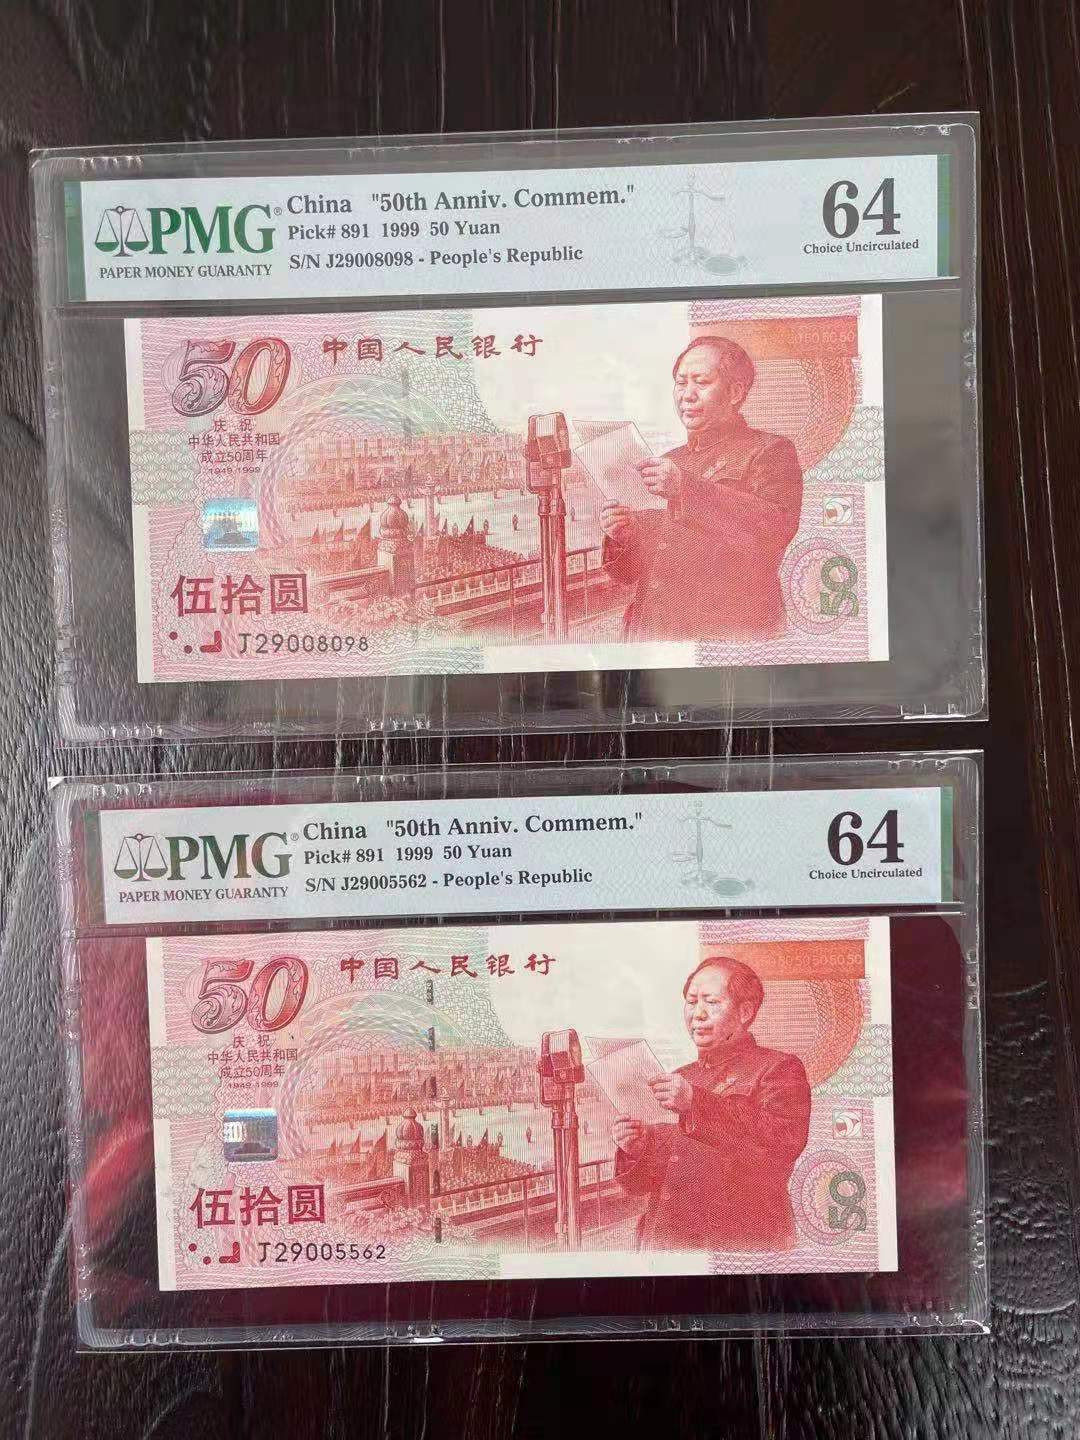 PMG®
PAPER MONEY GUARANTY
China "50th Anniv. Commem."
Pick# 891 1999 50 Yuan
S/N J29008098 - People's Republic
64
Choice Uncirculated
50
中国人民银行
庆祝
中华人民共和国
成立50周年
1949-1999
伍拾圆
J29008098
50
PMG®
PAPER MONEY GUARANTY
China "50th Anniv. Commem."
Pick# 891 1999 50 Yuan
S/N J29005562 - People's Republic
64
Choice Uncirculated
50
中国人民银行
庆祝
中华人民共和国
成立50周年
1949-1999
伍拾圆
J29005562
50